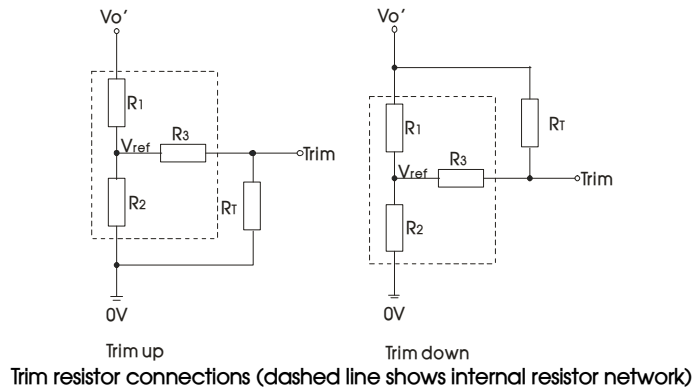 Vo’ Vo’
R1 R1 RT
R3 R3
Vref Trim Vref Trim
R2 RT R2
0V 0V
Trim up Trim down
Trim resistor connections (dashed line shows internal resistor network)